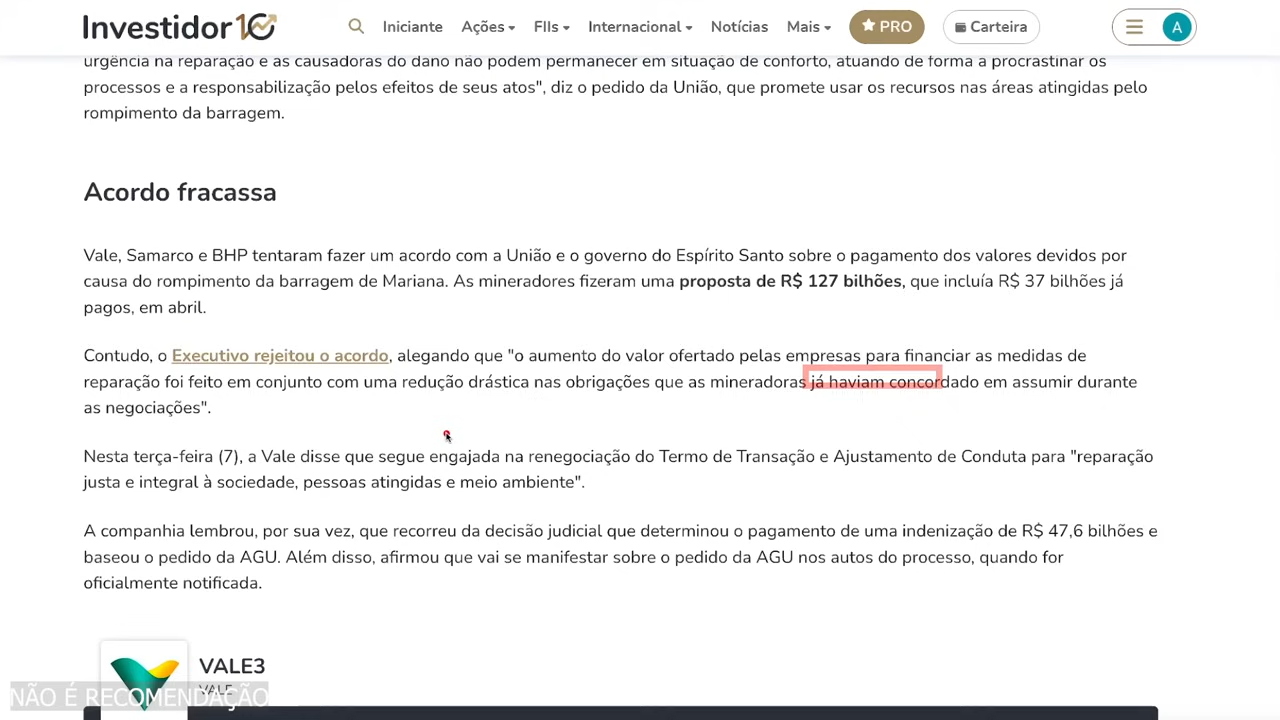 Investidor10
Iniciante
Ações
FIIs
Internacional
Notícias
Mais
PRO
Carteira
A
urgência na reparação e as causadoras do dano não podem permanecer em situação de conforto, atuando de forma a procrastinar os
processos e a responsabilização pelos efeitos de seus atos", diz o pedido da União, que promete usar os recursos nas áreas atingidas pelo
rompimento da barragem.
Acordo fracassa
Vale, Samarco e BHP tentaram fazer um acordo com a União e o governo do Espírito Santo sobre o pagamento dos valores devidos por
causa do rompimento da barragem de Mariana. As mineradores fizeram uma proposta de R$ 127 bilhões, que incluía R$ 37 bilhões já
pagos, em abril.
Contudo, o Executivo rejeitou o acordo, alegando que "o aumento do valor ofertado pelas empresas para financiar as medidas de
reparação foi feito em conjunto com uma redução drástica nas obrigações que as mineradoras já haviam concordado em assumir durante
as negociações".
Nesta terça-feira (7), a Vale disse que segue engajada na renegociação do Termo de Transação e Ajustamento de Conduta para "reparação
justa e integral à sociedade, pessoas atingidas e meio ambiente".
A companhia lembrou, por sua vez, que recorreu da decisão judicial que determinou o pagamento de uma indenização de R$ 47,6 bilhões e
baseou o pedido da AGU. Além disso, afirmou que vai se manifestar sobre o pedido da AGU nos autos do processo, quando for
oficialmente notificada.
VALE3
VALE
NÃO É RECOMENDAÇÃO